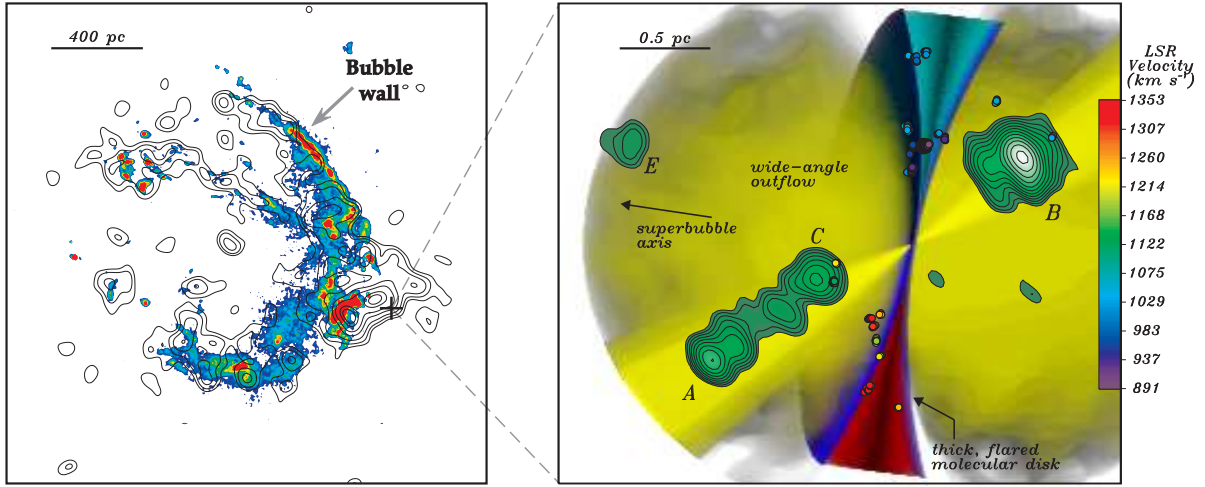 400 pc
Bubble
wall
0.5 pc
E
wide-angle
outflow
superbubble
axis
C
B
A
thick, flared
molecular disk
LSR
Velocity
(km s⁻¹)
1353
1307
1260
1214
1168
1122
1075
1029
983
937
891